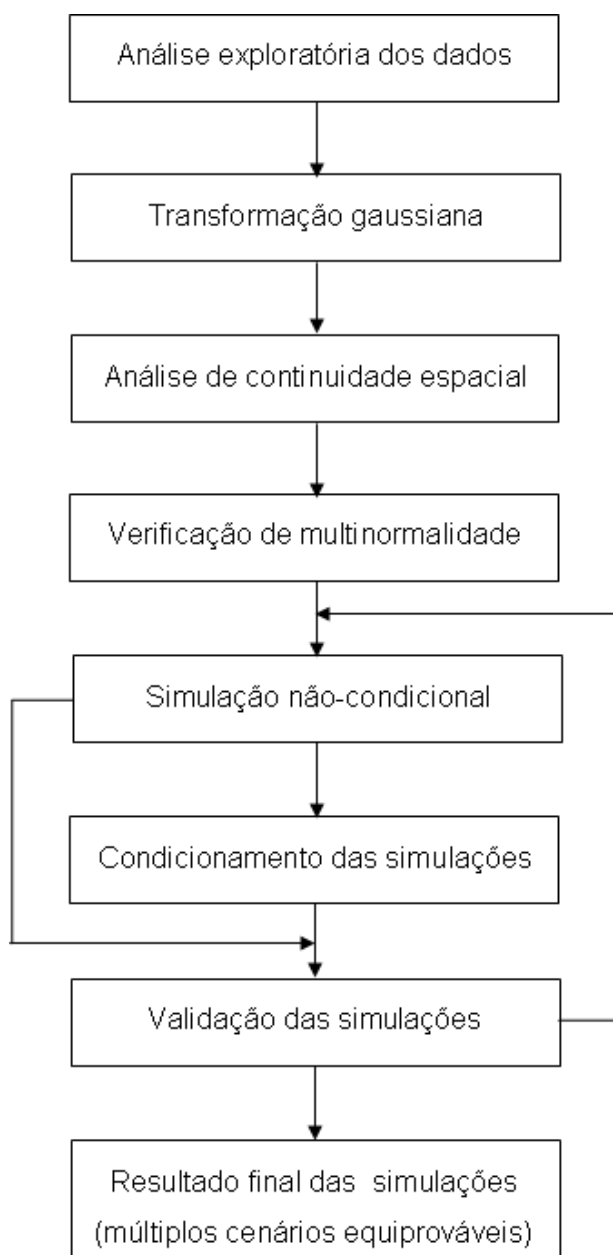 Análise exploratória dos dados
Transformação gaussiana
Análise de continuidade espacial
Verificação de multinormalidade
Simulação não-condicional
Condicionamento das simulações
Validação das simulações
Resultado final das simulações
(múltiplos cenários equiprováveis)